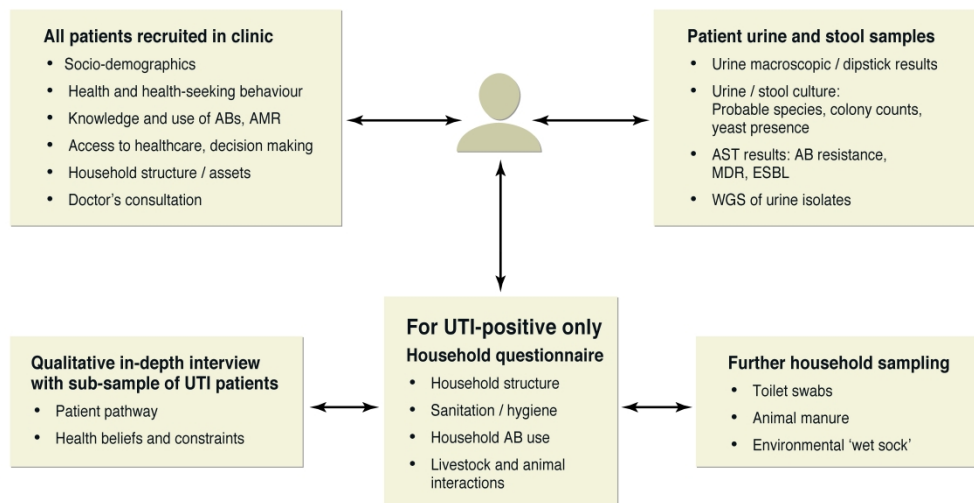 All patients recruited in clinic
• Socio-demographics
• Health and health-seeking behaviour
• Knowledge and use of ABs, AMR
• Access to healthcare, decision making
• Household structure / assets
• Doctor's consultation
Patient urine and stool samples
• Urine macroscopic / dipstick results
• Urine / stool culture:
Probable species, colony counts,
yeast presence
• AST results: AB resistance,
MDR, ESBL
• WGS of urine isolates
For UTI-positive only
Household questionnaire
• Household structure
• Sanitation / hygiene
• Household AB use
• Livestock and animal
interactions
Qualitative in-depth interview
with sub-sample of UTI patients
• Patient pathway
• Health beliefs and constraints
Further household sampling
• Toilet swabs
• Animal manure
• Environmental ‘wet sock’